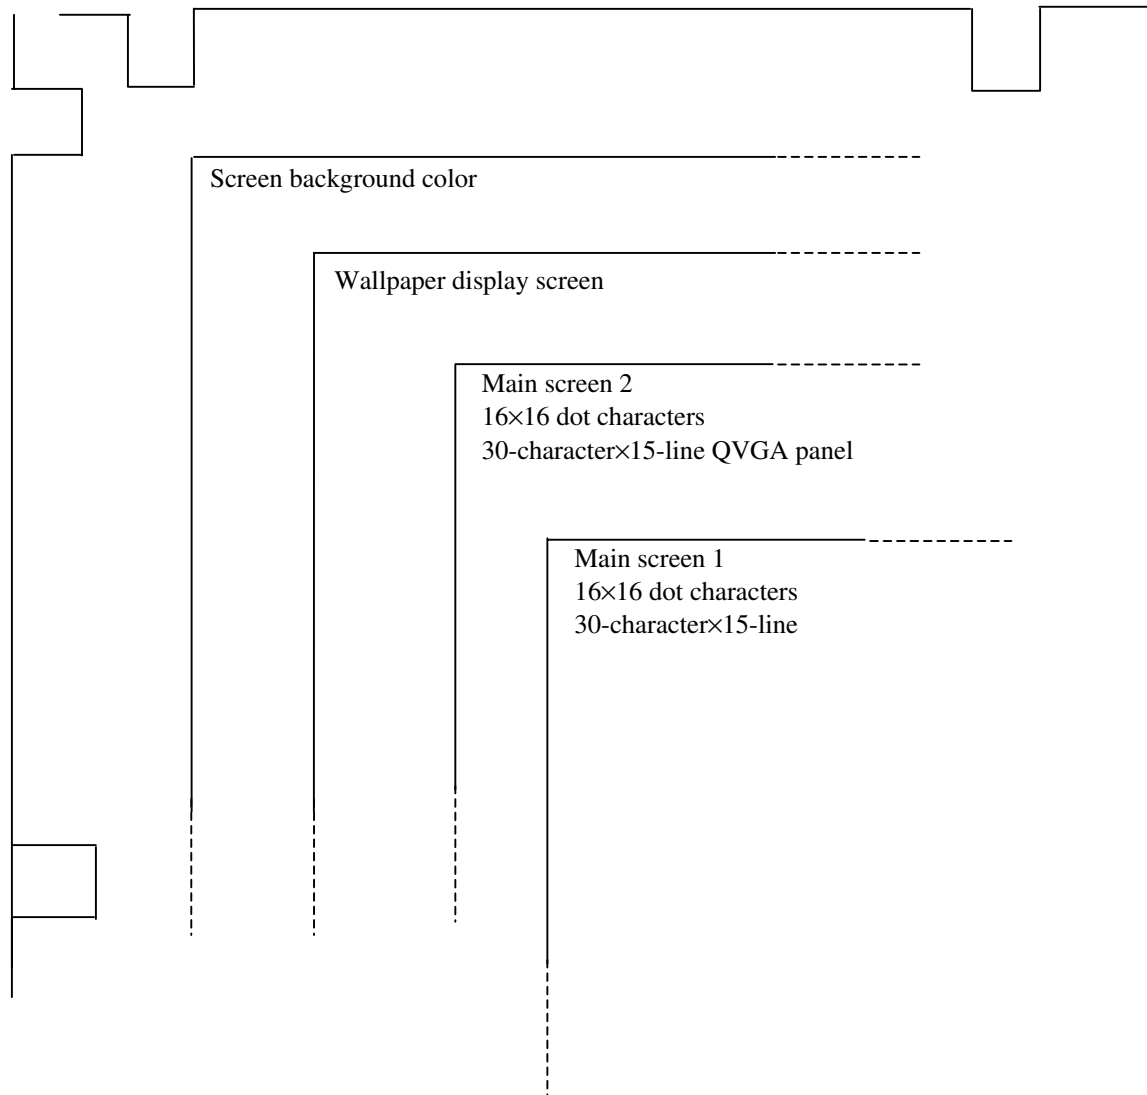 Screen background color
Wallpaper display screen
Main screen 2
16×16 dot characters
30-character×15-line QVGA panel
Main screen 1
16×16 dot characters
30-character×15-line